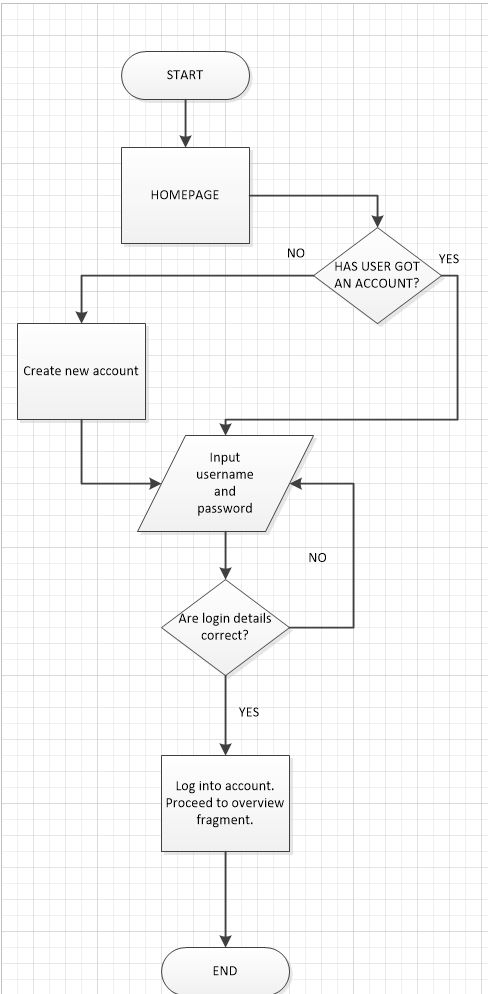 START
HOMEPAGE
NO
YES
HAS USER GOT
AN ACCOUNT?
Create new account
Input
username
and
password
NO
Are login details
correct?
YES
Log into account.
Proceed to overview
fragment.
END